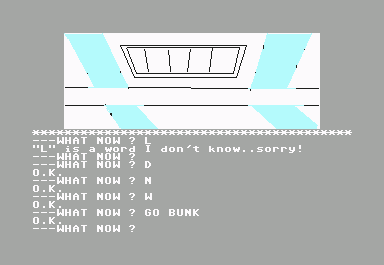 ****************************************
---WHAT NOW ? L
"L" is a word I don't know..sorry!
---WHAT NOW ?
---WHAT NOW ? D
O.K.
---WHAT NOW ? N
O.K.
---WHAT NOW ? W
O.K.
---WHAT NOW ? GO BUNK
O.K.
---WHAT NOW ?